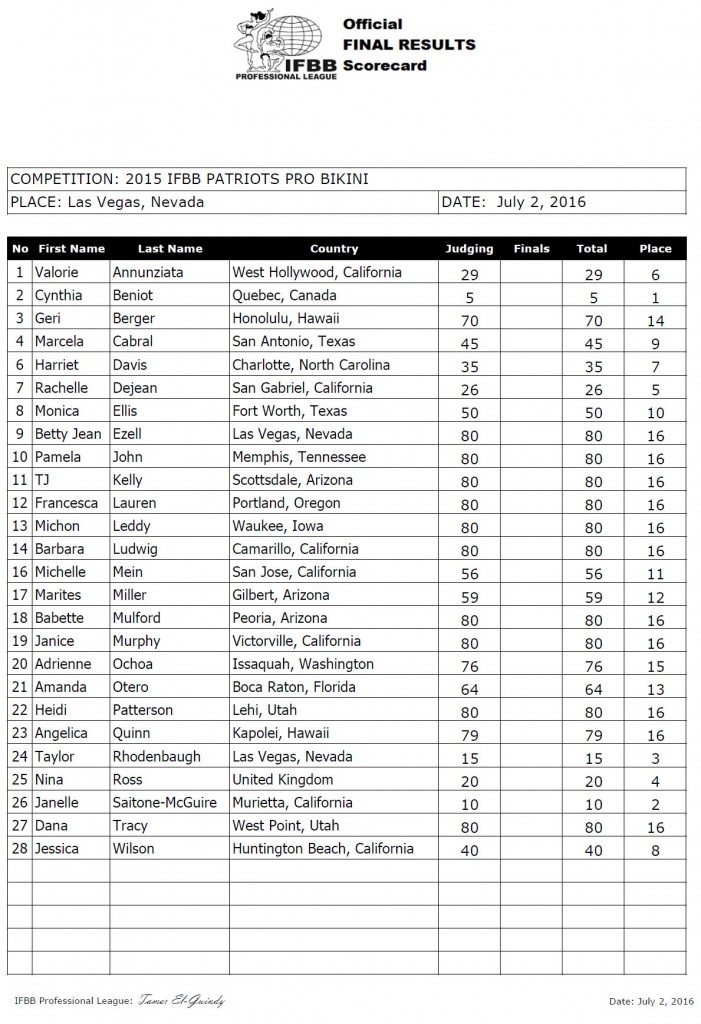 Official
FINAL RESULTS
IFBB Scorecard
PROFESSIONAL LEAGUE
COMPETITION: 2015 IFBB PATRIOTS PRO BIKINI
PLACE: Las Vegas, Nevada DATE: July 2, 2016
No First Name Last Name Country Judging Finals Total Place
1 Valorie Annunziata West Hollywood, California 29 29 6
2 Cynthia Beniot Quebec, Canada 5 5 1
3 Geri Berger Honolulu, Hawaii 70 70 14
4 Marcela Cabral San Antonio, Texas 45 45 9
6 Harriet Davis Charlotte, North Carolina 35 35 7
7 Rachelle Dejean San Gabriel, California 26 26 5
8 Monica Ellis Fort Worth, Texas 50 50 10
9 Betty Jean Ezell Las Vegas, Nevada 80 80 16
10 Pamela John Memphis, Tennessee 80 80 16
11 TJ Kelly Scottsdale, Arizona 80 80 16
12 Francesca Lauren Portland, Oregon 80 80 16
13 Michon Leddy Waukee, Iowa 80 80 16
14 Barbara Ludwig Camarillo, California 80 80 16
16 Michelle Mein San Jose, California 56 56 11
17 Marites Miller Gilbert, Arizona 59 59 12
18 Babette Mulford Peoria, Arizona 80 80 16
19 Janice Murphy Victorville, California 80 80 16
20 Adrienne Ochoa Issaquah, Washington 76 76 15
21 Amanda Otero Boca Raton, Florida 64 64 13
22 Heidi Patterson Lehi, Utah 80 80 16
23 Angelica Quinn Kapolei, Hawaii 79 79 16
24 Taylor Rhodenbaugh Las Vegas, Nevada 15 15 3
25 Nina Ross United Kingdom 20 20 4
26 Janelle Saitone-McGuire Murietta, California 10 10 2
27 Dana Tracy West Point, Utah 80 80 16
28 Jessica Wilson Huntington Beach, California 40 40 8
IFBB Professional League: Tamer El-Guindy Date: July 2, 2016